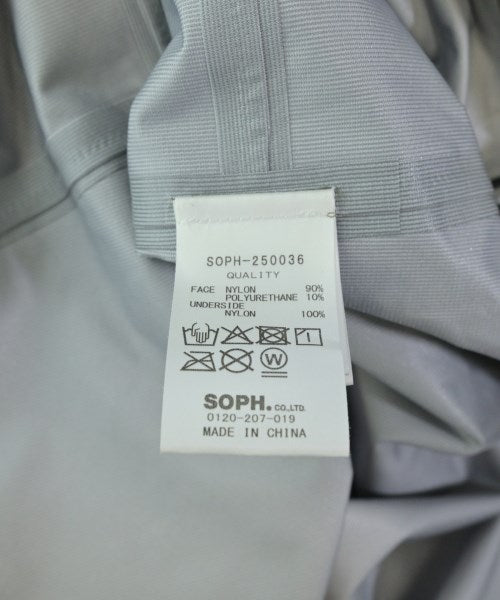 SOPH-250036
QUALITY
FACE NYLON 90%
POLYURETHANE 10%
UNDERSIDE
NYLON 100%
W
SOPH. CO.,LTD.
0120-207-019
MADE IN CHINA